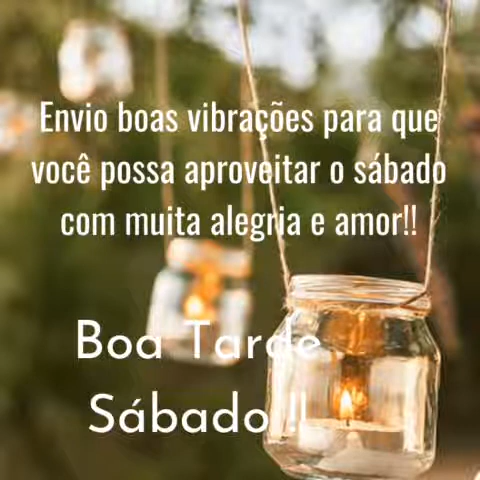 Envio boas vibrações para que
você possa aproveitar o sábado
com muita alegria e amor!!
Boa Tarde
Sábado!!